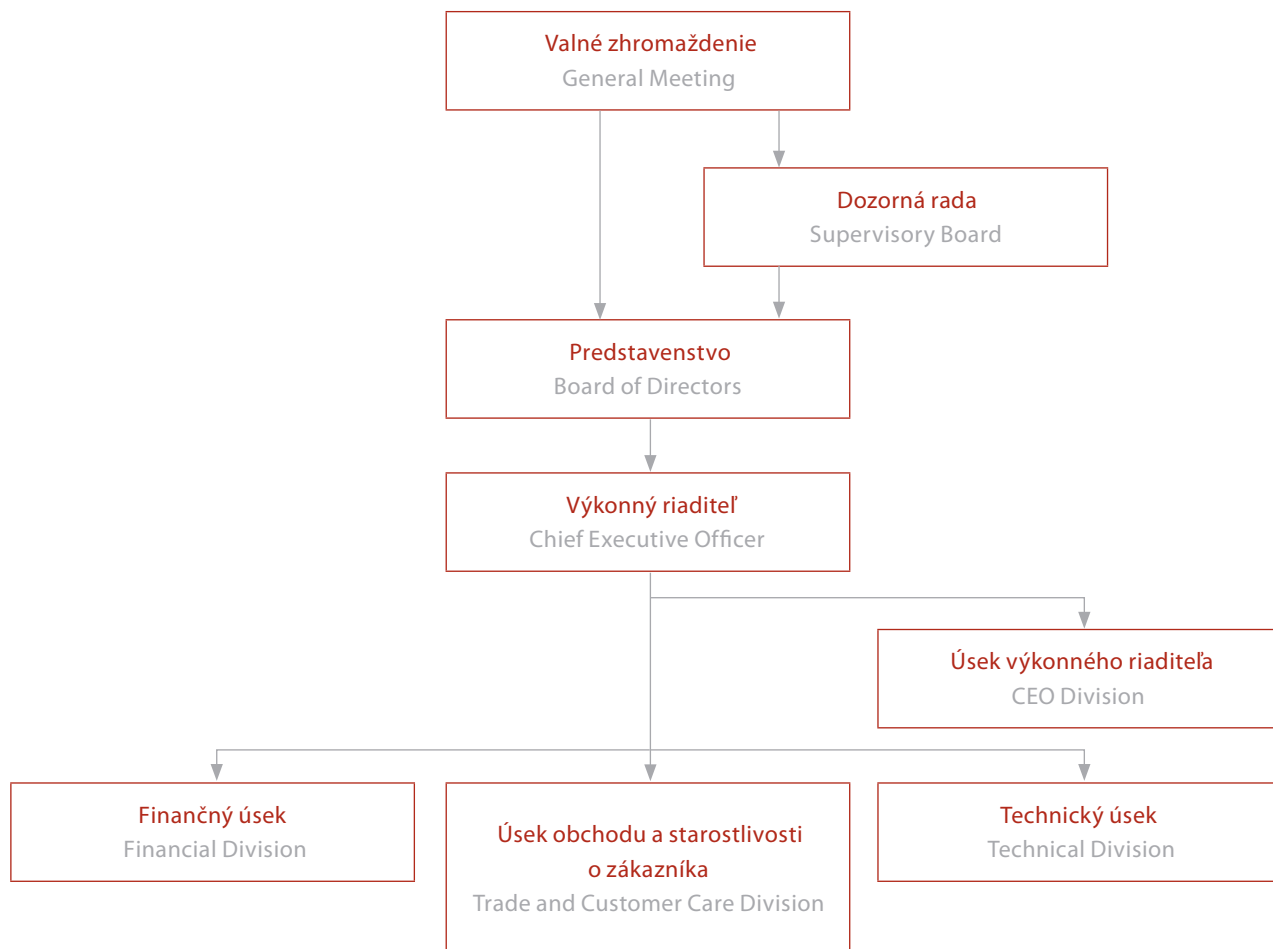 Valné zhromaždenie
General Meeting
Dozorná rada
Supervisory Board
Predstavenstvo
Board of Directors
Výkonný riaditeľ
Chief Executive Officer
Úsek výkonného riaditeľa
CEO Division
Finančný úsek
Financial Division
Úsek obchodu a starostlivosti
o zákazníka
Trade and Customer Care Division
Technický úsek
Technical Division